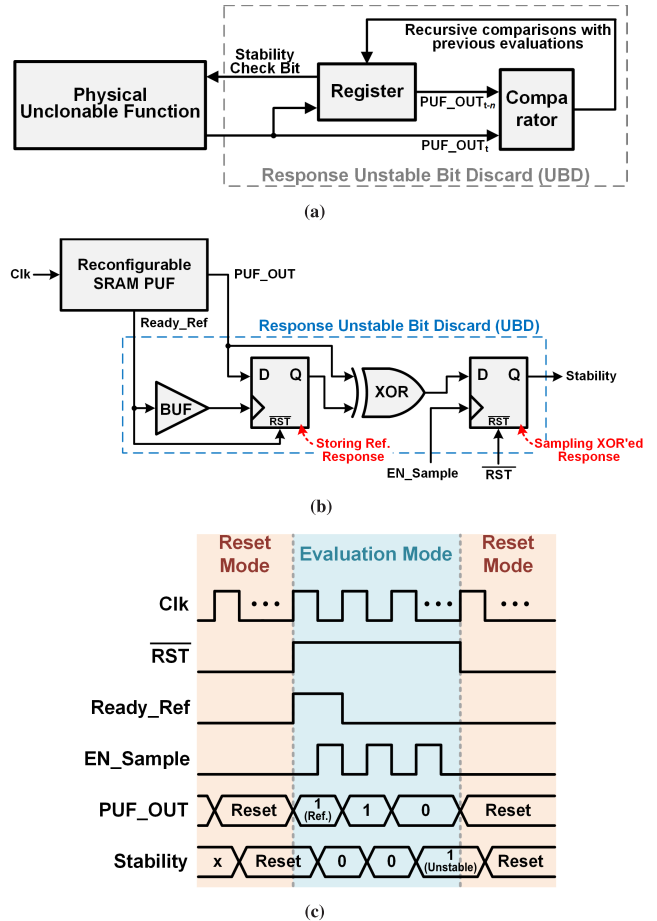 Recursive comparisons with
previous evaluations
Stability
Check Bit
Physical
Unclonable Function
Register
PUF_OUTt-n
Compa
rator
PUF_OUTt
Response Unstable Bit Discard (UBD)
(a)
Clk
Reconfigurable
SRAM PUF
PUF_OUT
Ready_Ref
Response Unstable Bit Discard (UBD)
BUF
D Q
RST
XOR
D Q
RST
Stability
Storing Ref.
Response
EN_Sample
RST
Sampling XOR'ed
Response
(b)
Reset
Mode
Evaluation Mode
Reset
Mode
Clk
RST
Ready_Ref
EN_Sample
PUF_OUT
Reset
1
(Ref.)
1
0
Reset
Stability
x
Reset
0
0
1
(Unstable)
Reset
(c)